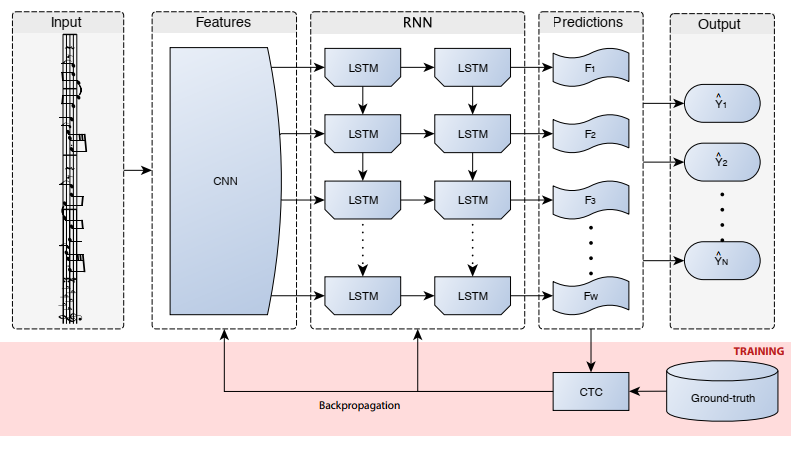 Input
Features
RNN
Predictions
Output
CNN
LSTM
LSTM
F1
Ŷ1
LSTM
LSTM
F2
Ŷ2
LSTM
LSTM
F3
LSTM
LSTM
FW
ŶN
TRAINING
Backpropagation
CTC
Ground-truth